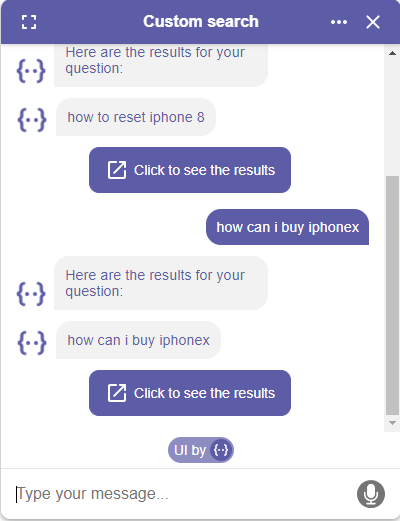 Custom search
Here are the results for your
question:
how to reset iphone 8
Click to see the results
how can i buy iphonex
Here are the results for your
question:
how can i buy iphonex
Click to see the results
UI by {··}
Type your message...